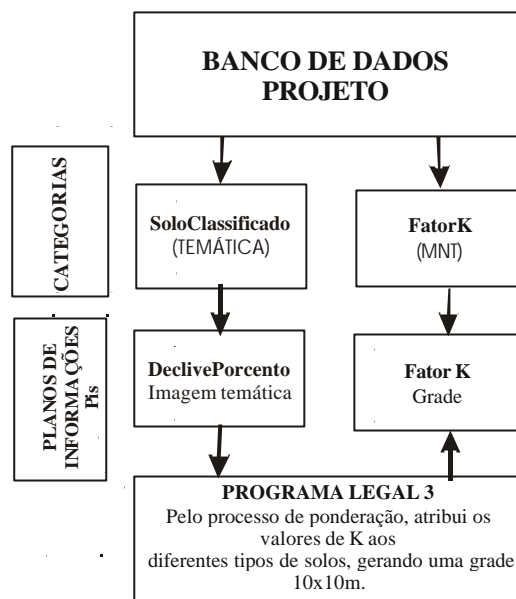 BANCO DE DADOS
PROJETO
CATEGORIAS
SoloClassificado
(TEMÁTICA)
FatorK
(MNT)
PLANOS DE
INFORMAÇÕES
Pis
DeclivePorcento
Imagem temática
Fator K
Grade
PROGRAMA LEGAL 3
Pelo processo de ponderação, atribui os
valores de K aos
diferentes tipos de solos, gerando uma grade
10x10m.